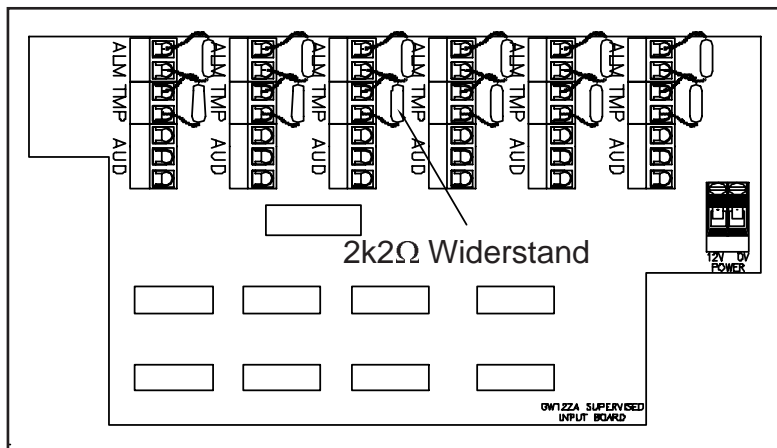 ALM TMP AUD
ALM TMP AUD
ALM TMP AUD
ALM TMP AUD
ALM TMP AUD
ALM TMP AUD
2k2Ω Widerstand
12V 0V
POWER
GW122A SUPERVISED
INPUT BOARD